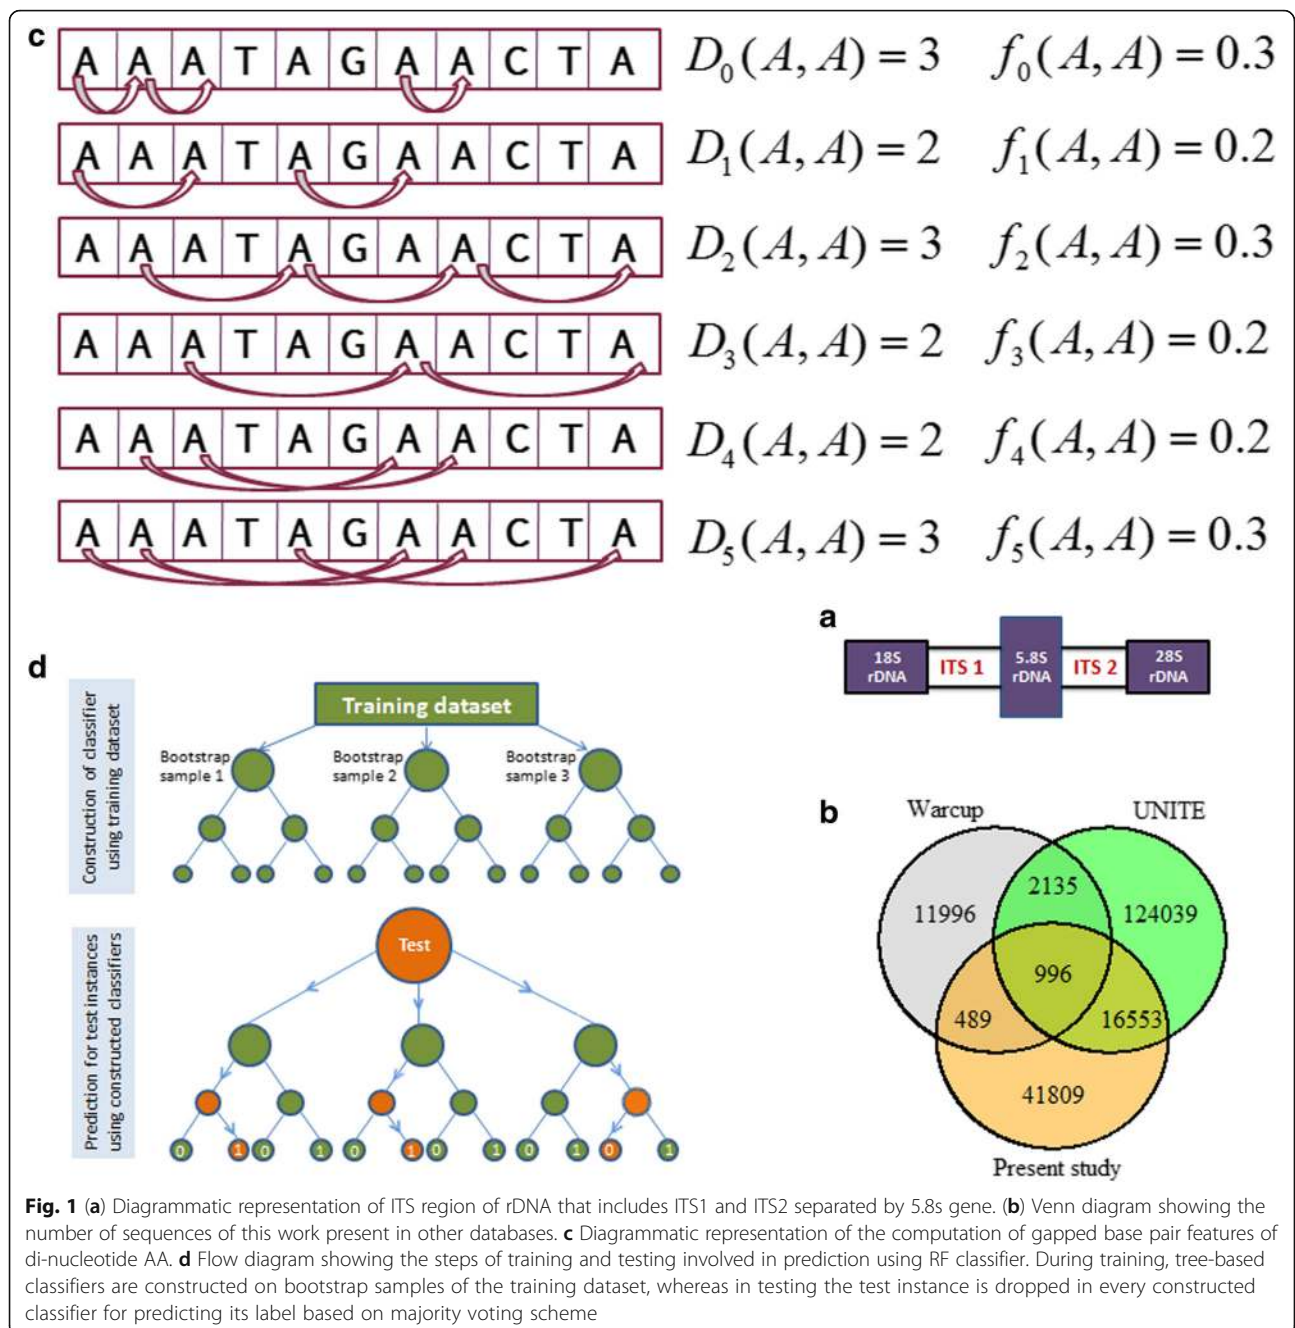 c
A A A T A G A A C T A D₀(A, A) = 3 f₀(A, A) = 0.3
A A A T A G A A C T A D₁(A, A) = 2 f₁(A, A) = 0.2
A A A T A G A A C T A D₂(A, A) = 3 f₂(A, A) = 0.3
A A A T A G A A C T A D₃(A, A) = 2 f₃(A, A) = 0.2
A A A T A G A A C T A D₄(A, A) = 2 f₄(A, A) = 0.2
A A A T A G A A C T A D₅(A, A) = 3 f₅(A, A) = 0.3
a
18S
rDNA
ITS 1
5.8S
rDNA
ITS 2
28S
rDNA
d
Construction of classifier
using training dataset
Training dataset
Bootstrap
sample 1
Bootstrap
sample 2
Bootstrap
sample 3
Prediction for test instances
using constructed classifiers
Test
0 1 0 1 0 1 0 1 0 1 0 1
b
Warcup UNITE
2135
11996 124039
996
489 16553
41809
Present study
Fig. 1 (a) Diagrammatic representation of ITS region of rDNA that includes ITS1 and ITS2 separated by 5.8s gene. (b) Venn diagram showing the
number of sequences of this work present in other databases. c Diagrammatic representation of the computation of gapped base pair features of
di-nucleotide AA. d Flow diagram showing the steps of training and testing involved in prediction using RF classifier. During training, tree-based
classifiers are constructed on bootstrap samples of the training dataset, whereas in testing the test instance is dropped in every constructed
classifier for predicting its label based on majority voting scheme